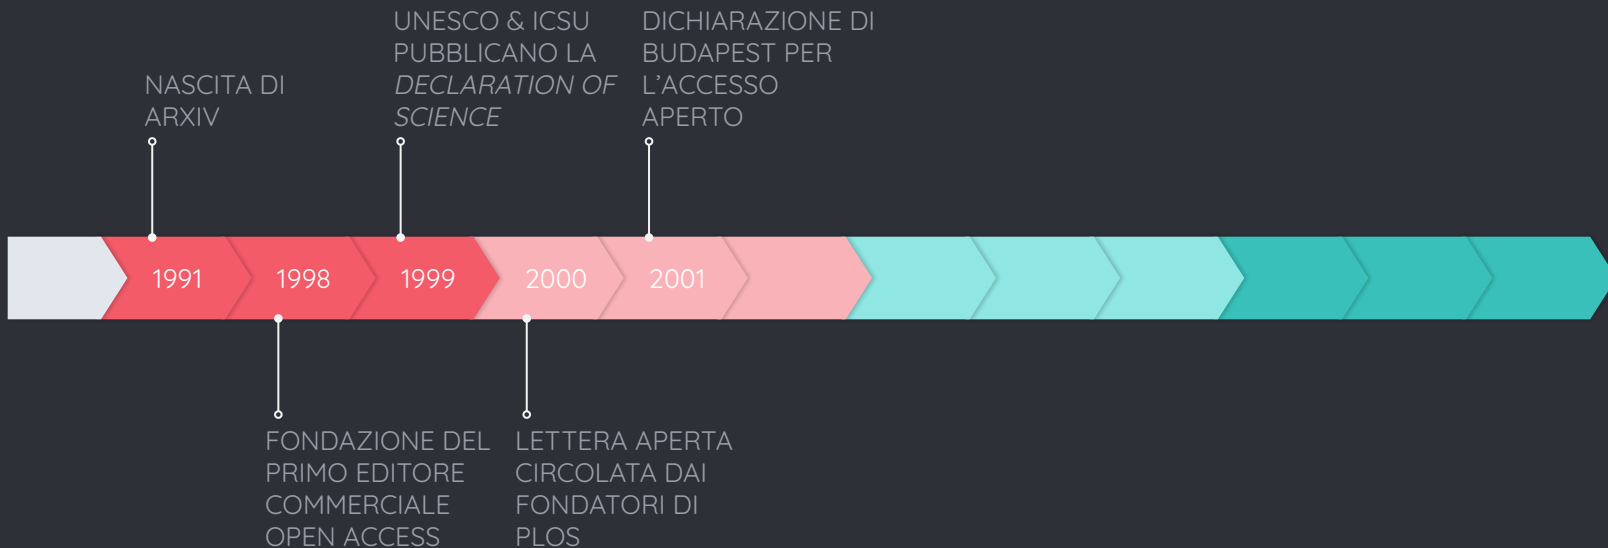 NASCITA DI
ARXIV
UNESCO & ICSU
PUBBLICANO LA
DECLARATION OF
SCIENCE
DICHIARAZIONE DI
BUDAPEST PER
L'ACCESSO
APERTO
1991
1998
1999
2000
2001
FONDAZIONE DEL
PRIMO EDITORE
COMMERCIALE
OPEN ACCESS
LETTERA APERTA
CIRCOLATA DAI
FONDATORI DI
PLOS